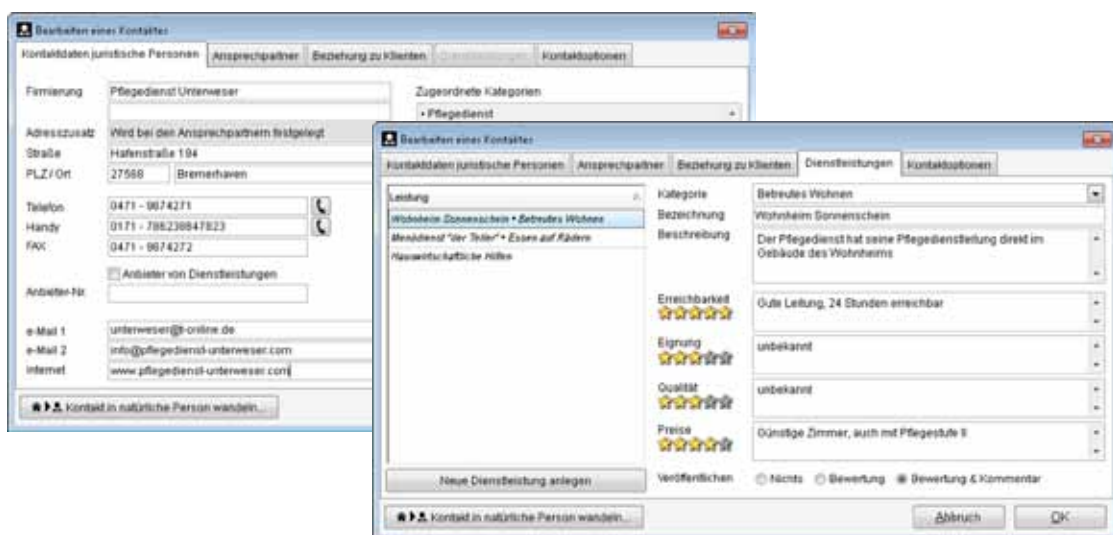 Bearbeiten eines Kontaktes
Kontaktdaten juristische Personen Ansprechpartner Beziehung zu Klienten Dienstleistungen Kontaktoptionen
Firmierung Pflegedienst Unterweser
Zugeordnete Kategorien
• Pflegedienst
Adresszusatz Wird bei den Ansprechpartnern festgelegt
Straße Hafenstraße 194
PLZ / Ort 27568 Bremerhaven
Telefon 0471 - 9874271
Handy 0171 - 786238647823
FAX 0471 - 9874272
Anbieter von Dienstleistungen
Anbieter-Nr.
e-Mail 1 unterweser@t-online.de
e-Mail 2 info@pflegedienst-unterweser.com
Internet www.pflegedienst-unterweser.com
Kontakt in natürliche Person wandeln...
Bearbeiten eines Kontaktes
Kontaktdaten juristische Personen Ansprechpartner Beziehung zu Klienten Dienstleistungen Kontaktoptionen
Leistung
Wohnheim Sonnenschein • Betreutes Wohnen
Menüdienst "der Teller" • Essen auf Rädern
Hauswirtschaftliche Hilfen
Neue Dienstleistung anlegen
Kategorie Betreutes Wohnen
Bezeichnung Wohnheim Sonnenschein
Beschreibung Der Pflegedienst hat seine Pflegedienstleitung direkt im
Gebäude des Wohnheims
Erreichbarkeit Gute Leitung, 24 Stunden erreichbar
Eignung unbekannt
Qualität unbekannt
Preise Günstige Zimmer, auch mit Pflegestufe II
Veröffentlichen Nichts Bewertung Bewertung & Kommentar
Kontakt in natürliche Person wandeln...
Abbruch OK